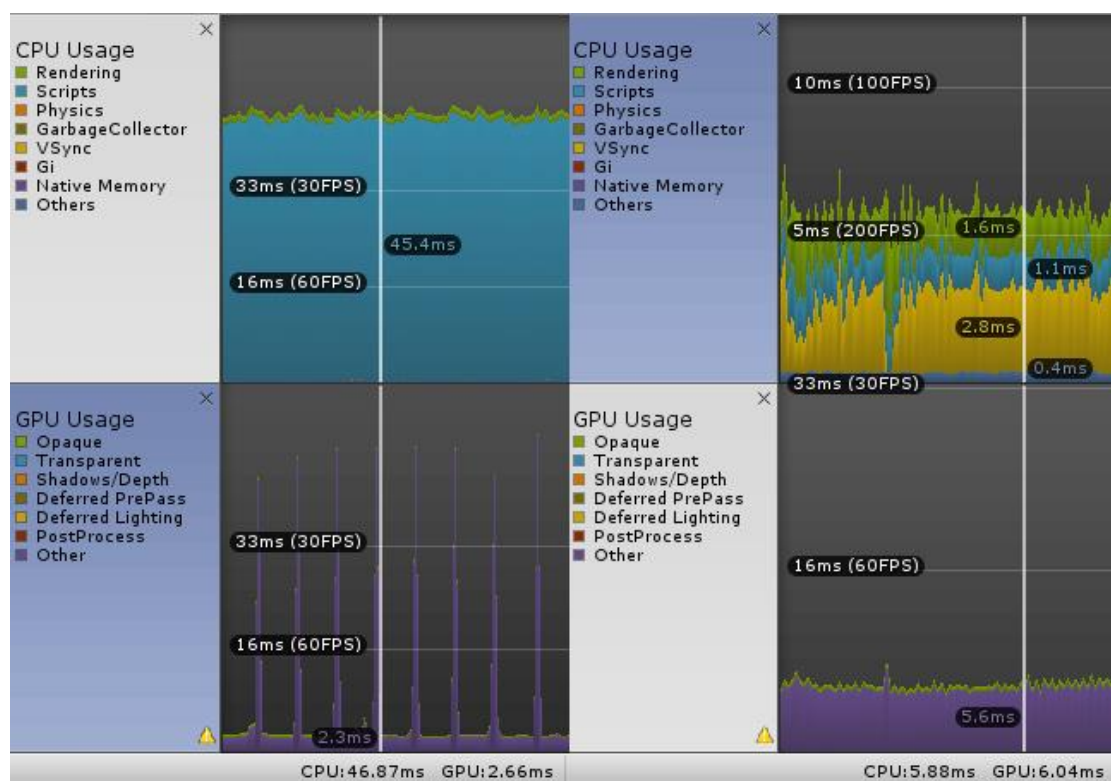 CPU Usage
Rendering
Scripts
Physics
GarbageCollector
VSync
Gi
Native Memory
Others
33ms (30FPS)
45.4ms
16ms (60FPS)
CPU Usage
Rendering
Scripts
Physics
GarbageCollector
VSync
Gi
Native Memory
Others
10ms (100FPS)
5ms (200FPS)
1.6ms
1.1ms
2.8ms
0.4ms
GPU Usage
Opaque
Transparent
Shadows/Depth
Deferred PrePass
Deferred Lighting
PostProcess
Other
33ms (30FPS)
16ms (60FPS)
2.3ms
CPU:46.87ms GPU:2.66ms
GPU Usage
Opaque
Transparent
Shadows/Depth
Deferred PrePass
Deferred Lighting
PostProcess
Other
33ms (30FPS)
16ms (60FPS)
5.6ms
CPU:5.88ms GPU:6.04ms